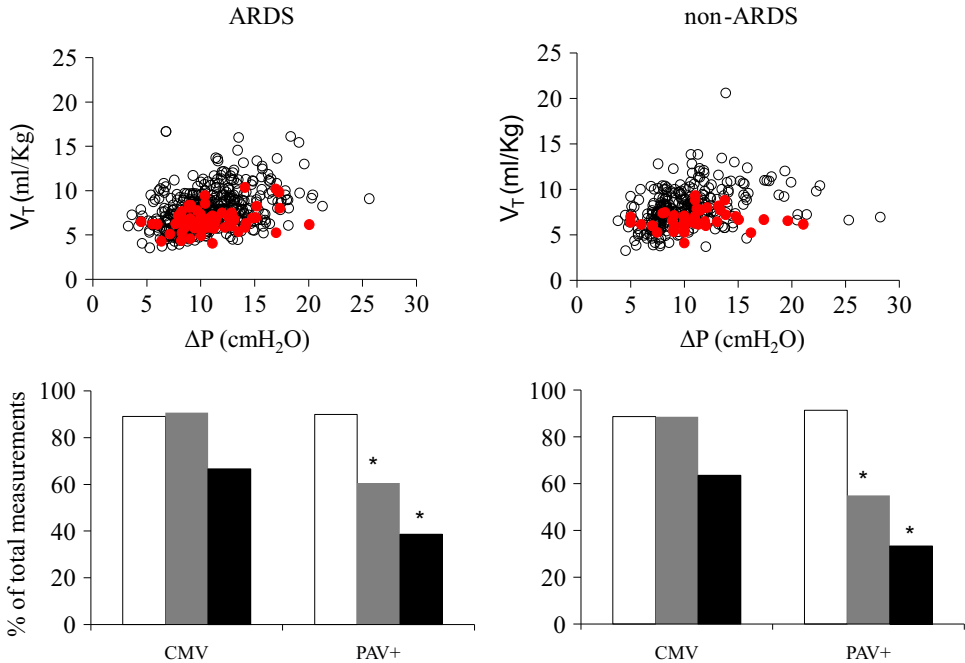 ARDS
non-ARDS
V_T (ml/Kg)
25
20
15
10
5
0
0 5 10 15 20 25 30
ΔP (cmH₂O)
V_T (ml/Kg)
25
20
15
10
5
0
0 5 10 15 20 25 30
ΔP (cmH₂O)
% of total measurements
100
80
60
40
20
0
*
*
CMV PAV+
100
80
60
40
20
0
*
*
CMV PAV+